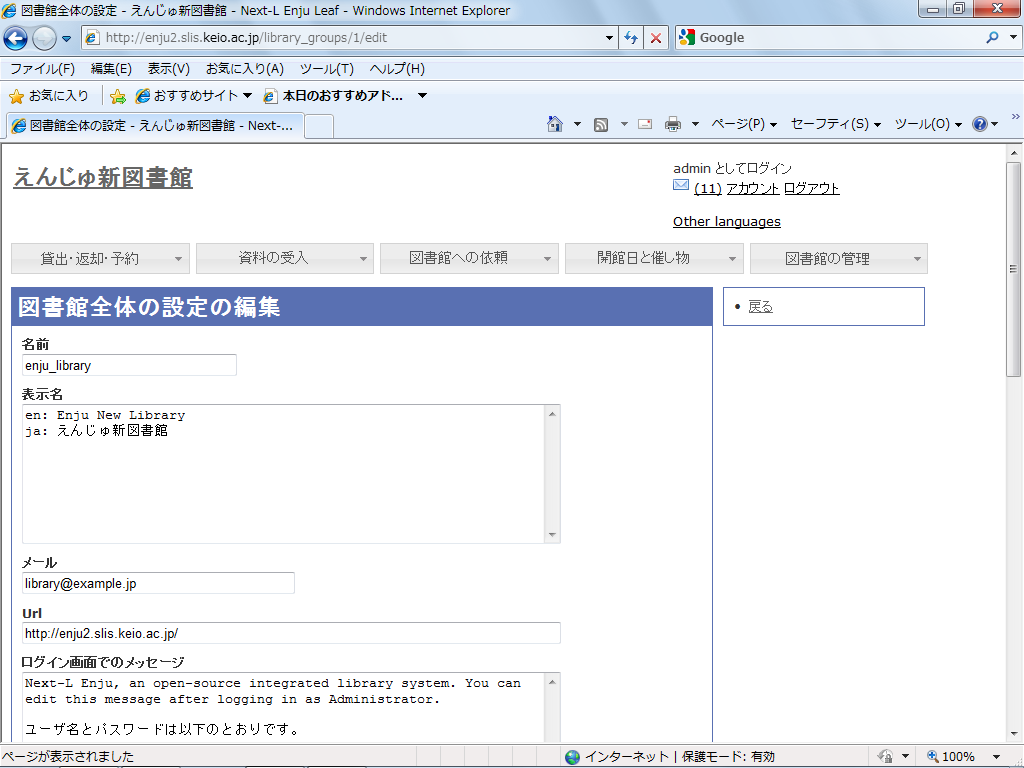 図書館全体の設定 - えんじゅ新図書館 - Next-L Enju Leaf - Windows Internet Explorer
http://enju2.slis.keio.ac.jp/library_groups/1/edit
Google
ファイル(F) 編集(E) 表示(V) お気に入り(A) ツール(T) ヘルプ(H)
お気に入り おすすめサイト 本日のおすすめアド...
図書館全体の設定 - えんじゅ新図書館 - Next-... ページ(P) セーフティ(S) ツール(O)
えんじゅ新図書館
admin としてログイン
(11) アカウント ログアウト
Other languages
貸出・返却・予約 資料の受入 図書館への依頼 開館日と催し物 図書館の管理
図書館全体の設定の編集
戻る
名前
enju_library
表示名
en: Enju New Library
ja: えんじゅ新図書館
メール
library@example.jp
Url
http://enju2.slis.keio.ac.jp/
ログイン画面でのメッセージ
Next-L Enju, an open-source integrated library system. You can
edit this message after logging in as Administrator.
ユーザ名とパスワードは以下のとおりです。
ページが表示されました インターネット | 保護モード: 有効 100%